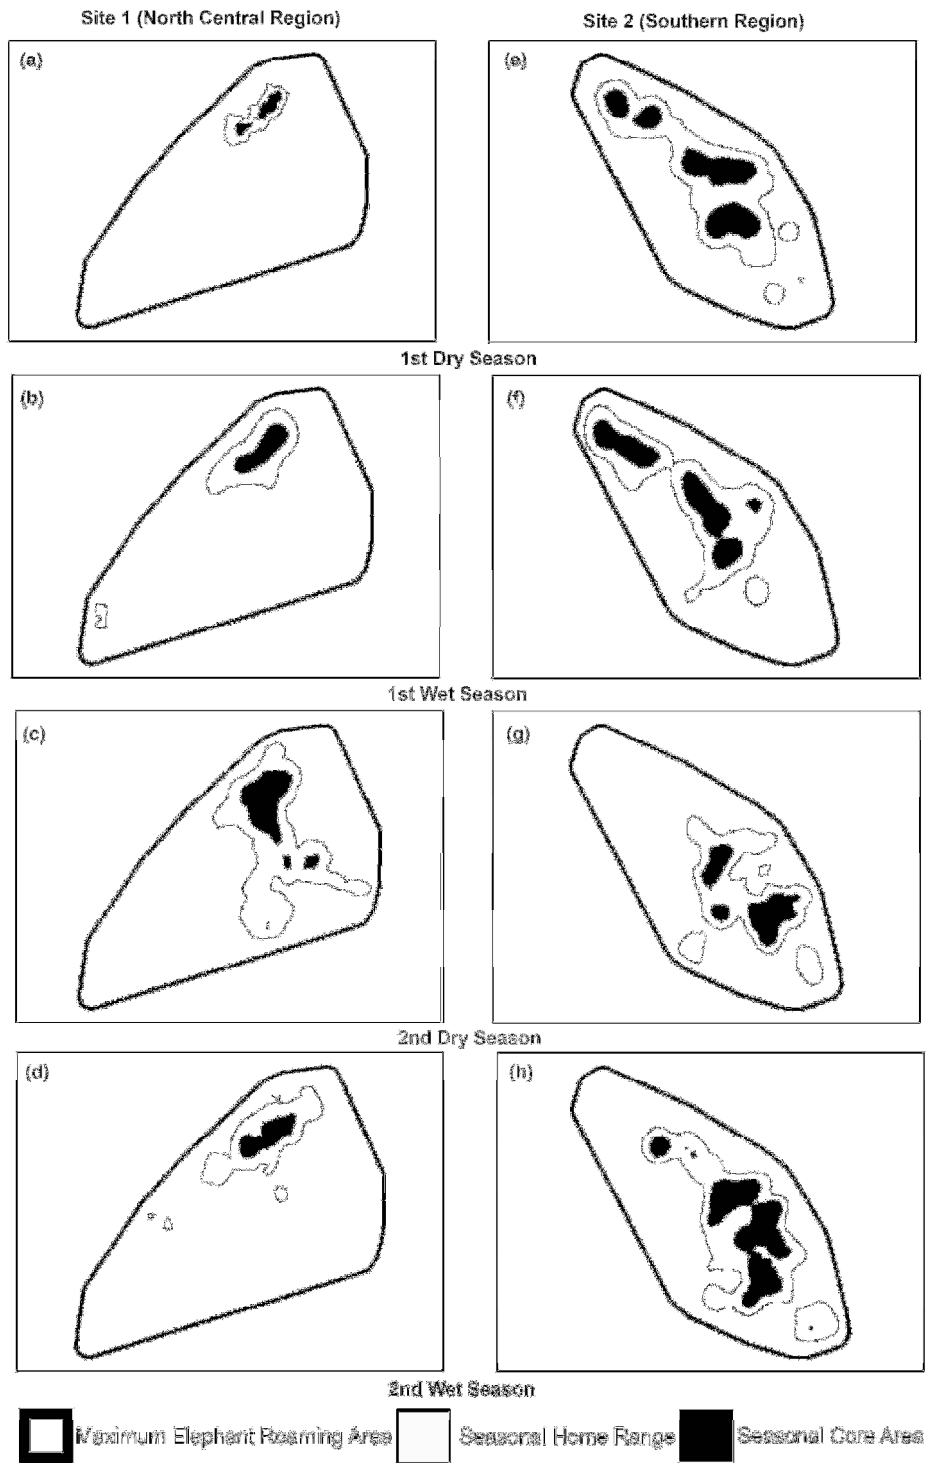 Site 1 (North Central Region)
Site 2 (Southern Region)
(a)
(e)
1st Dry Season
(b)
(f)
1st Wet Season
(c)
(g)
2nd Dry Season
(d)
(h)
2nd Wet Season
Maximum Elephant Roaming Area
Seasonal Home Range
Seasonal Core Area